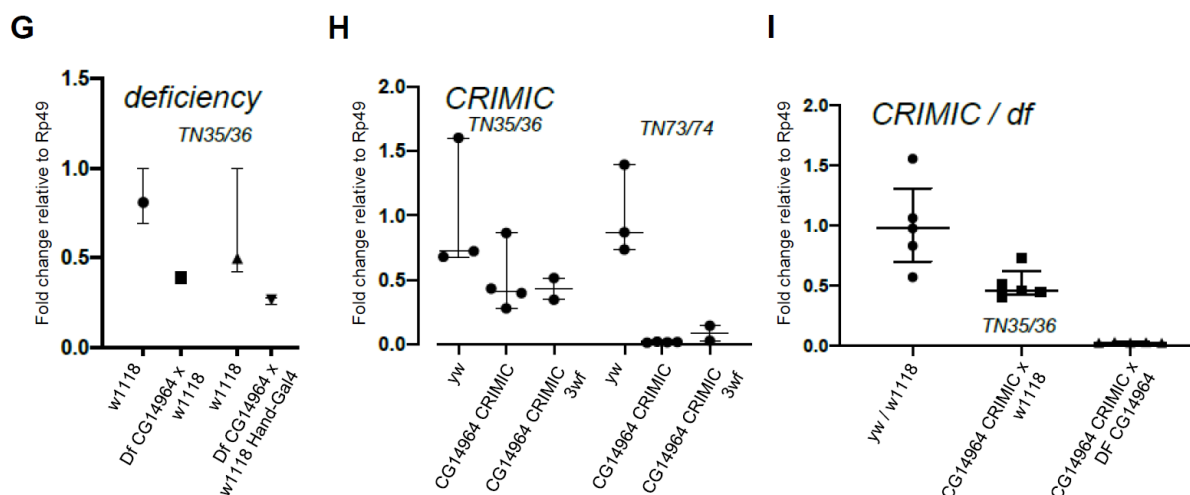 G
Fold change relative to Rp49
1.5
1.0
0.5
0.0
deficiency
TN35/36
w1118
Df CG14964 x
w1118
w1118
Df CG14964 x
w1118 Hand-Gal4
H
Fold change relative to Rp49
2.0
1.5
1.0
0.5
0.0
CRIMIC
TN35/36
TN73/74
yw
CG14964 CRIMIC
CG14964 CRIMIC
3wf
yw
CG14964 CRIMIC
CG14964 CRIMIC
3wf
I
Fold change relative to Rp49
2.0
1.5
1.0
0.5
0.0
CRIMIC / df
TN35/36
yw / w1118
CG14964 CRIMIC x
w1118
CG14964 CRIMIC x
DF CG14964